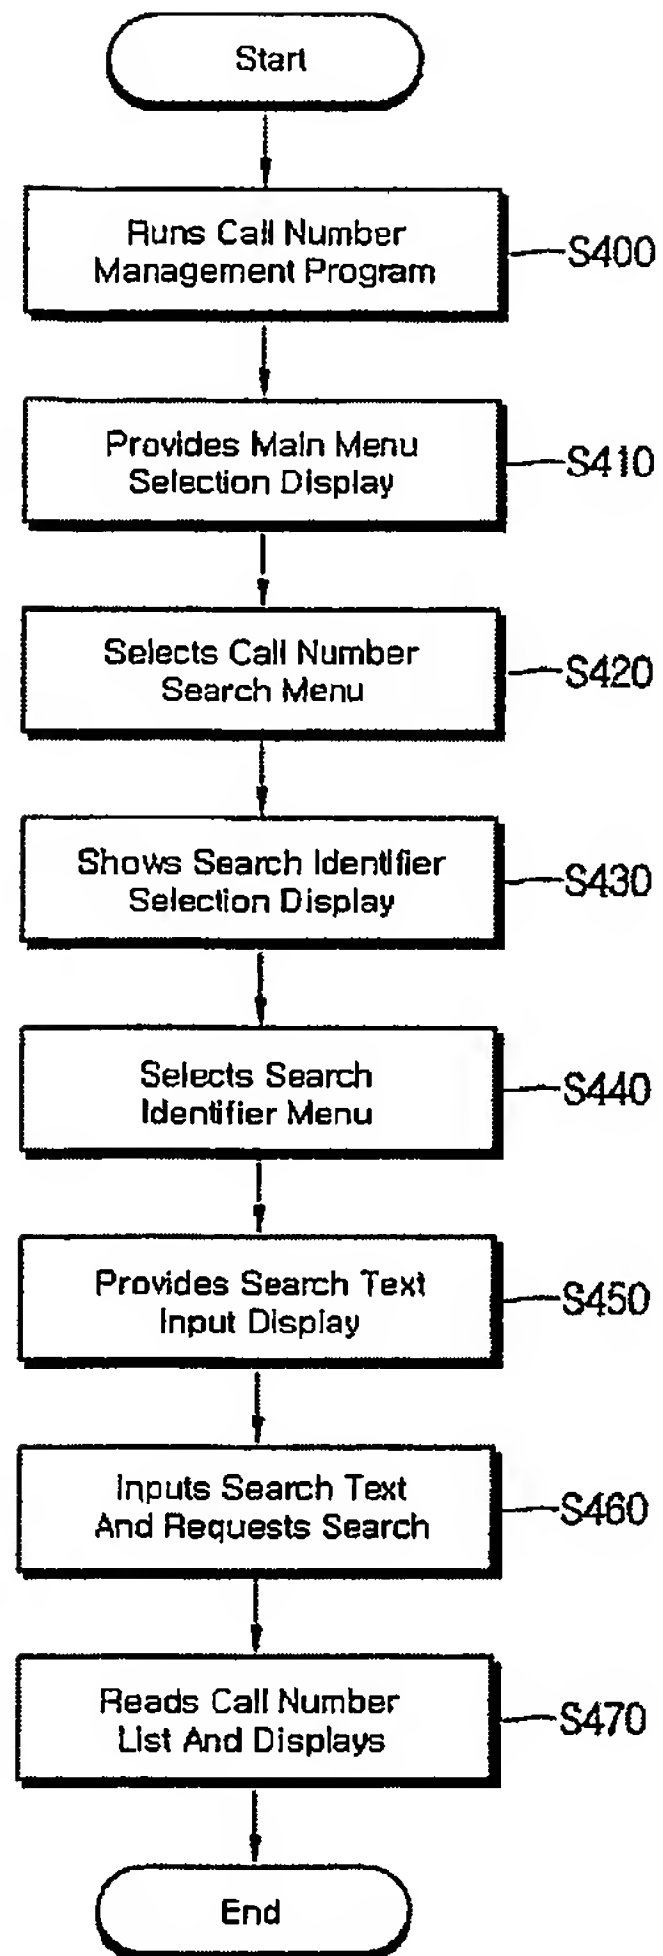 Start
Runs Call Number
Management Program
S400
Provides Main Menu
Selection Display
S410
Selects Call Number
Search Menu
S420
Shows Search Identifier
Selection Display
S430
Selects Search
Identifier Menu
S440
Provides Search Text
Input Display
S450
Inputs Search Text
And Requests Search
S460
Reads Call Number
List And Displays
S470
End